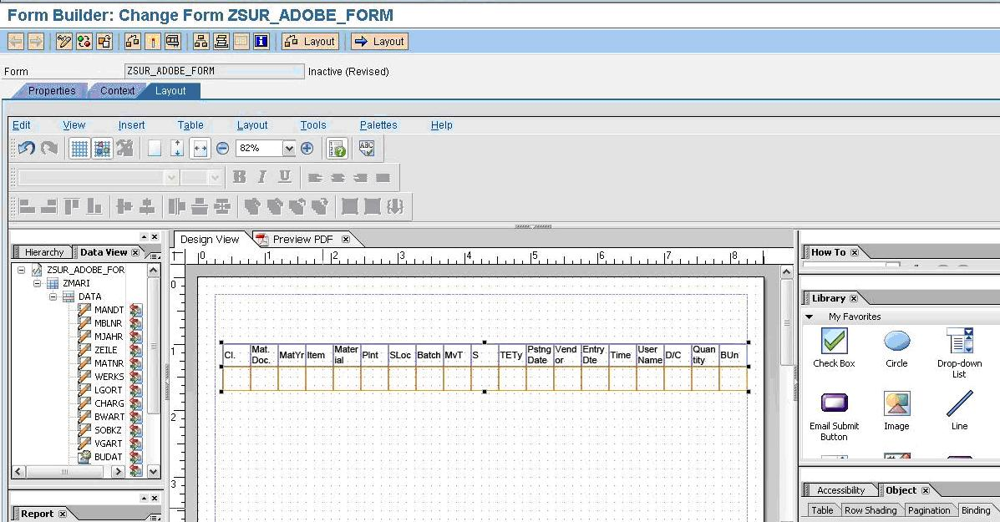 Form Builder: Change Form ZSUR_ADOBE_FORM
Layout Layout
Form ZSUR_ADOBE_FORM Inactive (Revised)
Properties Context Layout
Edit View Insert Table Layout Tools Palettes Help
82% ABC
B I U
Hierarchy Data View
ZSUR_ADOBE_FOR
ZMARI
DATA
MANDT
MBLNR
MJAHR
ZEILE
MATNR
WERKS
LGORT
CHARG
BWART
SOBKZ
VGART
BUDAT
Report
Design View Preview PDF
0 1 2 3 4 5 6 7 8
0
1
2
3
Cl. Mat. Doc. MatYr Item Mater ial Plnt SLoc Batch MvT S TETy Pstng Date Vend or Entry Dte Time User Name D/C Quan tity BUn
How To
Library
My Favorites
Check Box Circle Drop-down List
Email Submit Button Image Line
Accessibility Object
Table Row Shading Pagination Binding